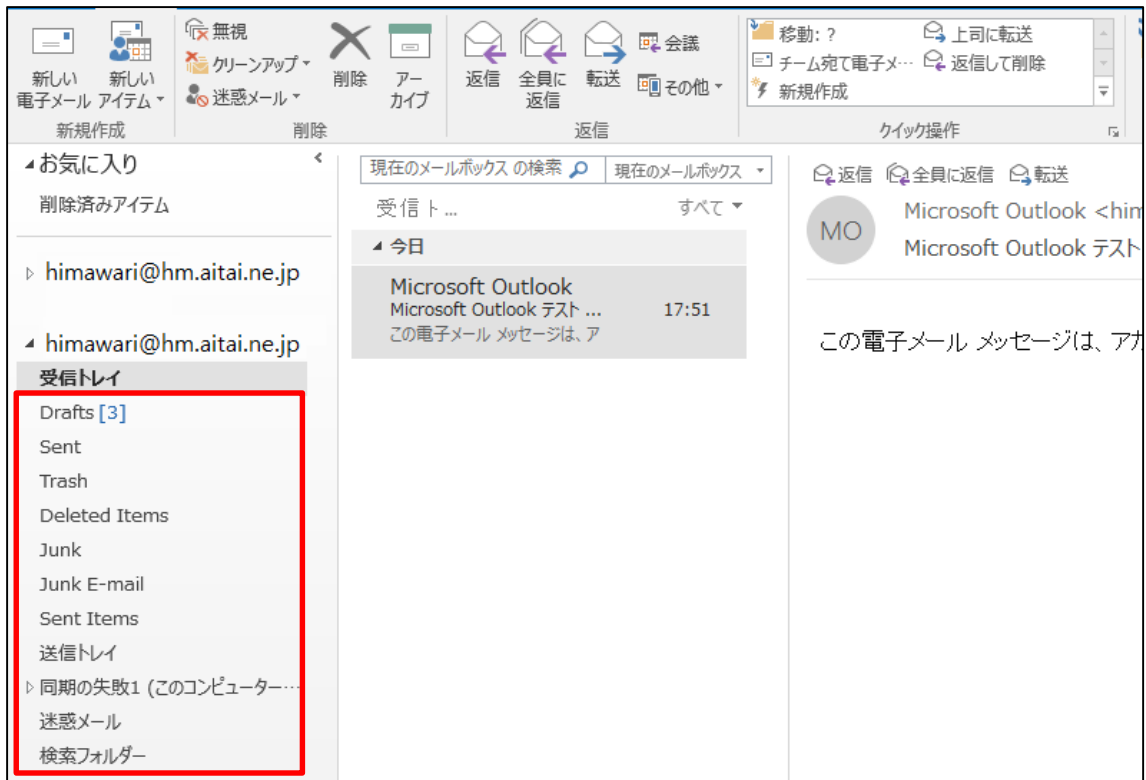 新しい
電子メール
新しい
アイテム
無視
クリーンアップ
迷惑メール
削除
アー
カイブ
返信
全員に
返信
転送
会議
その他
移動: ?
上司に転送
チーム宛て電子メ…
返信して削除
新規作成
新規作成
削除
返信
クイック操作
お気に入り
削除済みアイテム
himawari@hm.aitai.ne.jp
himawari@hm.aitai.ne.jp
受信トレイ
Drafts [3]
Sent
Trash
Deleted Items
Junk
Junk E-mail
Sent Items
送信トレイ
同期の失敗1 (このコンピューター…
迷惑メール
検索フォルダー
現在のメールボックス の検索
現在のメールボックス
受信ト...
すべて
今日
Microsoft Outlook
Microsoft Outlook テスト ...
17:51
この電子メール メッセージは、ア
返信 全員に返信 転送
MO
Microsoft Outlook <him
Microsoft Outlook テスト
この電子メール メッセージは、アカ